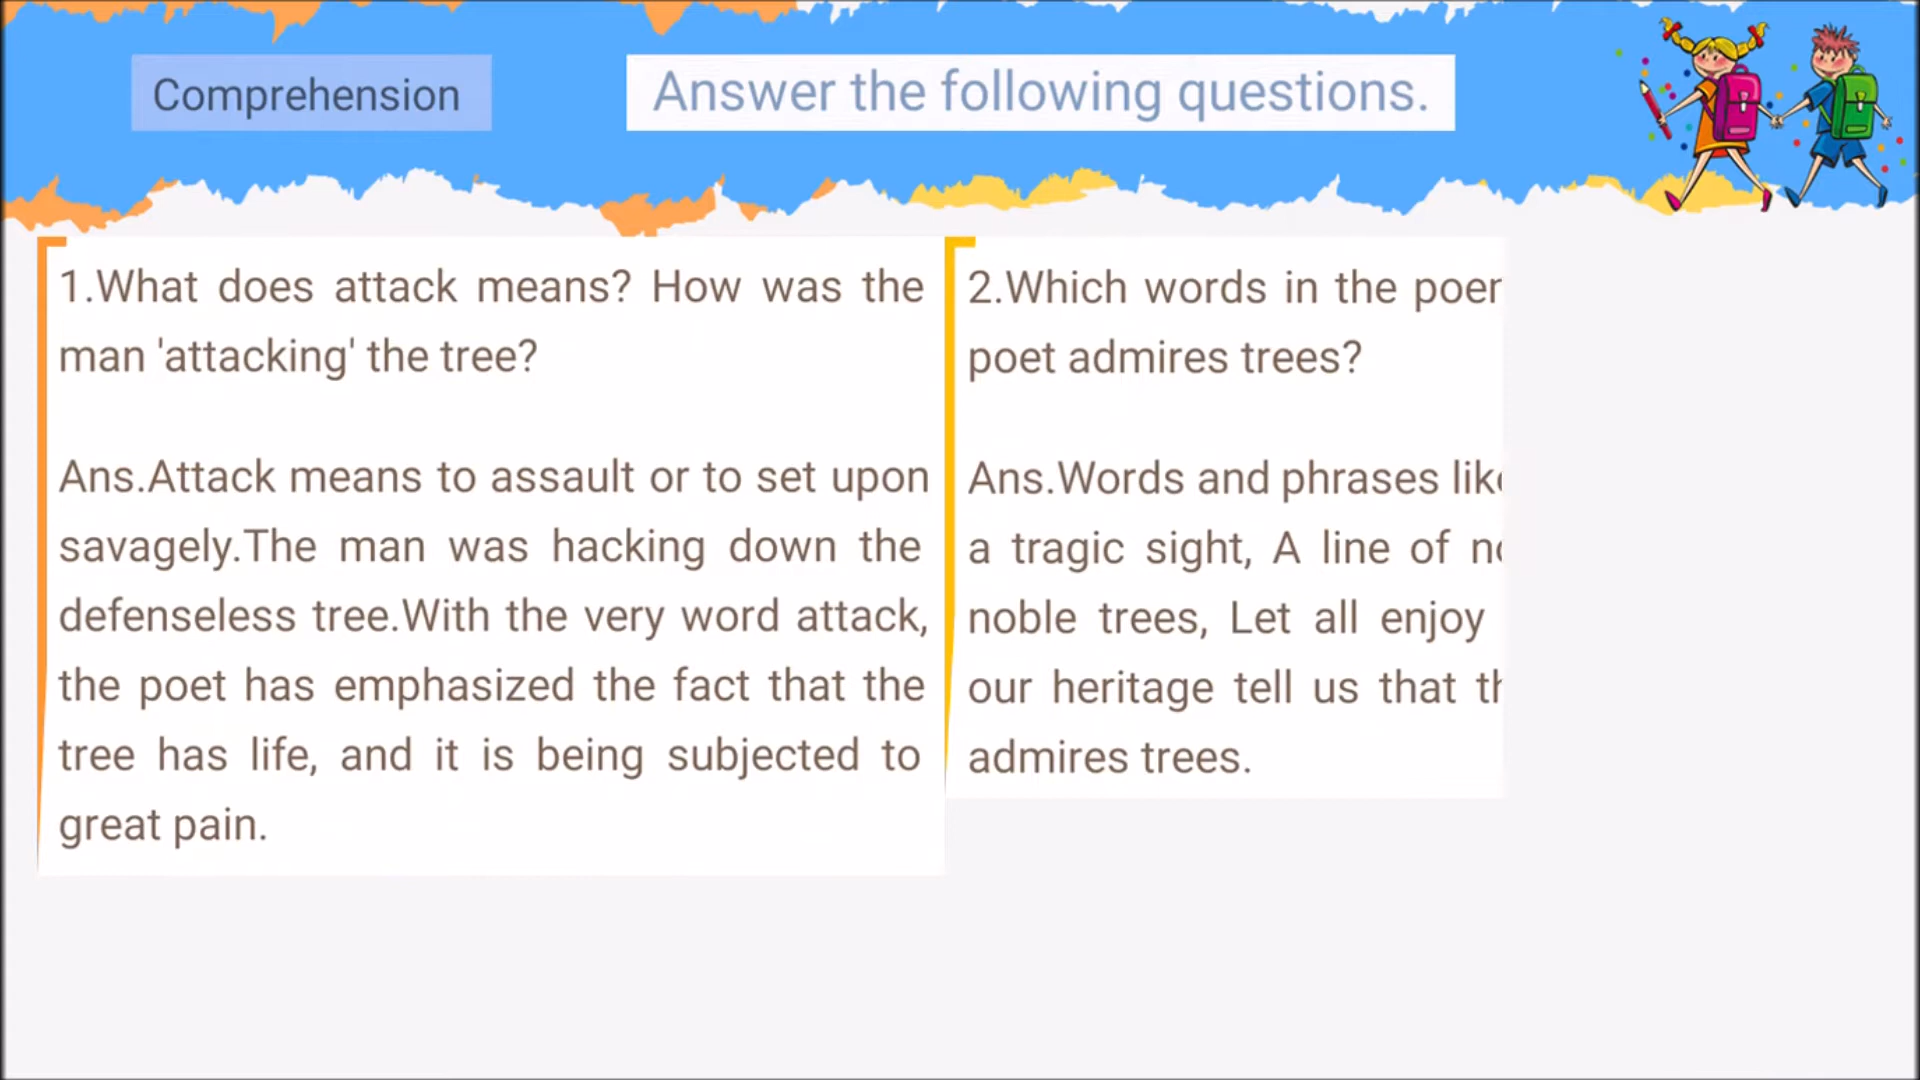 Comprehension
Answer the following questions.
1.What does attack means? How was the
man 'attacking' the tree?
Ans.Attack means to assault or to set upon
savagely.The man was hacking down the
defenseless tree.With the very word attack,
the poet has emphasized the fact that the
tree has life, and it is being subjected to
great pain.
2.Which words in the
poet admires trees?
Ans.Words and phrases
a tragic sight, A line of
noble trees, Let all enjoy
our heritage tell us that
admires trees.